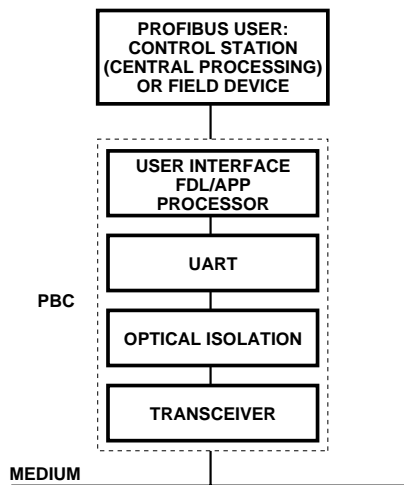 PROFIBUS USER:
CONTROL STATION
(CENTRAL PROCESSING)
OR FIELD DEVICE
USER INTERFACE
FDL/APP
PROCESSOR
UART
PBC
OPTICAL ISOLATION
TRANSCEIVER
MEDIUM